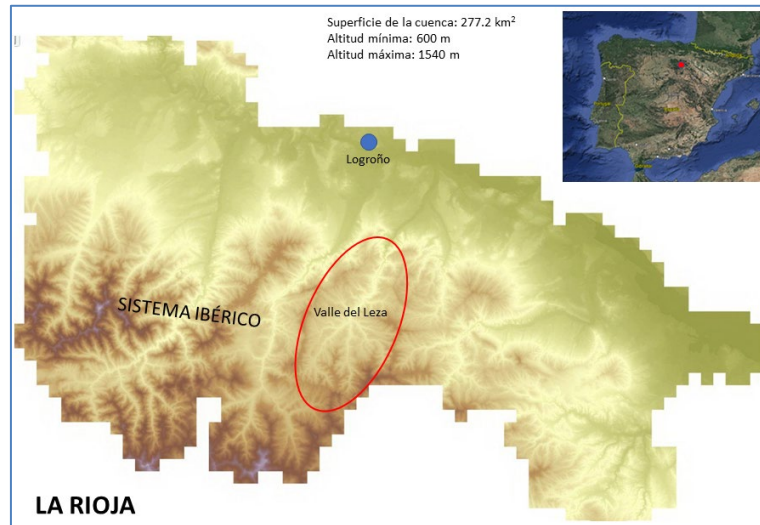 Superficie de la cuenca: 277.2 km²
Altitud mínima: 600 m
Altitud máxima: 1540 m
Logroño
SISTEMA IBÉRICO
Valle del Leza
LA RIOJA